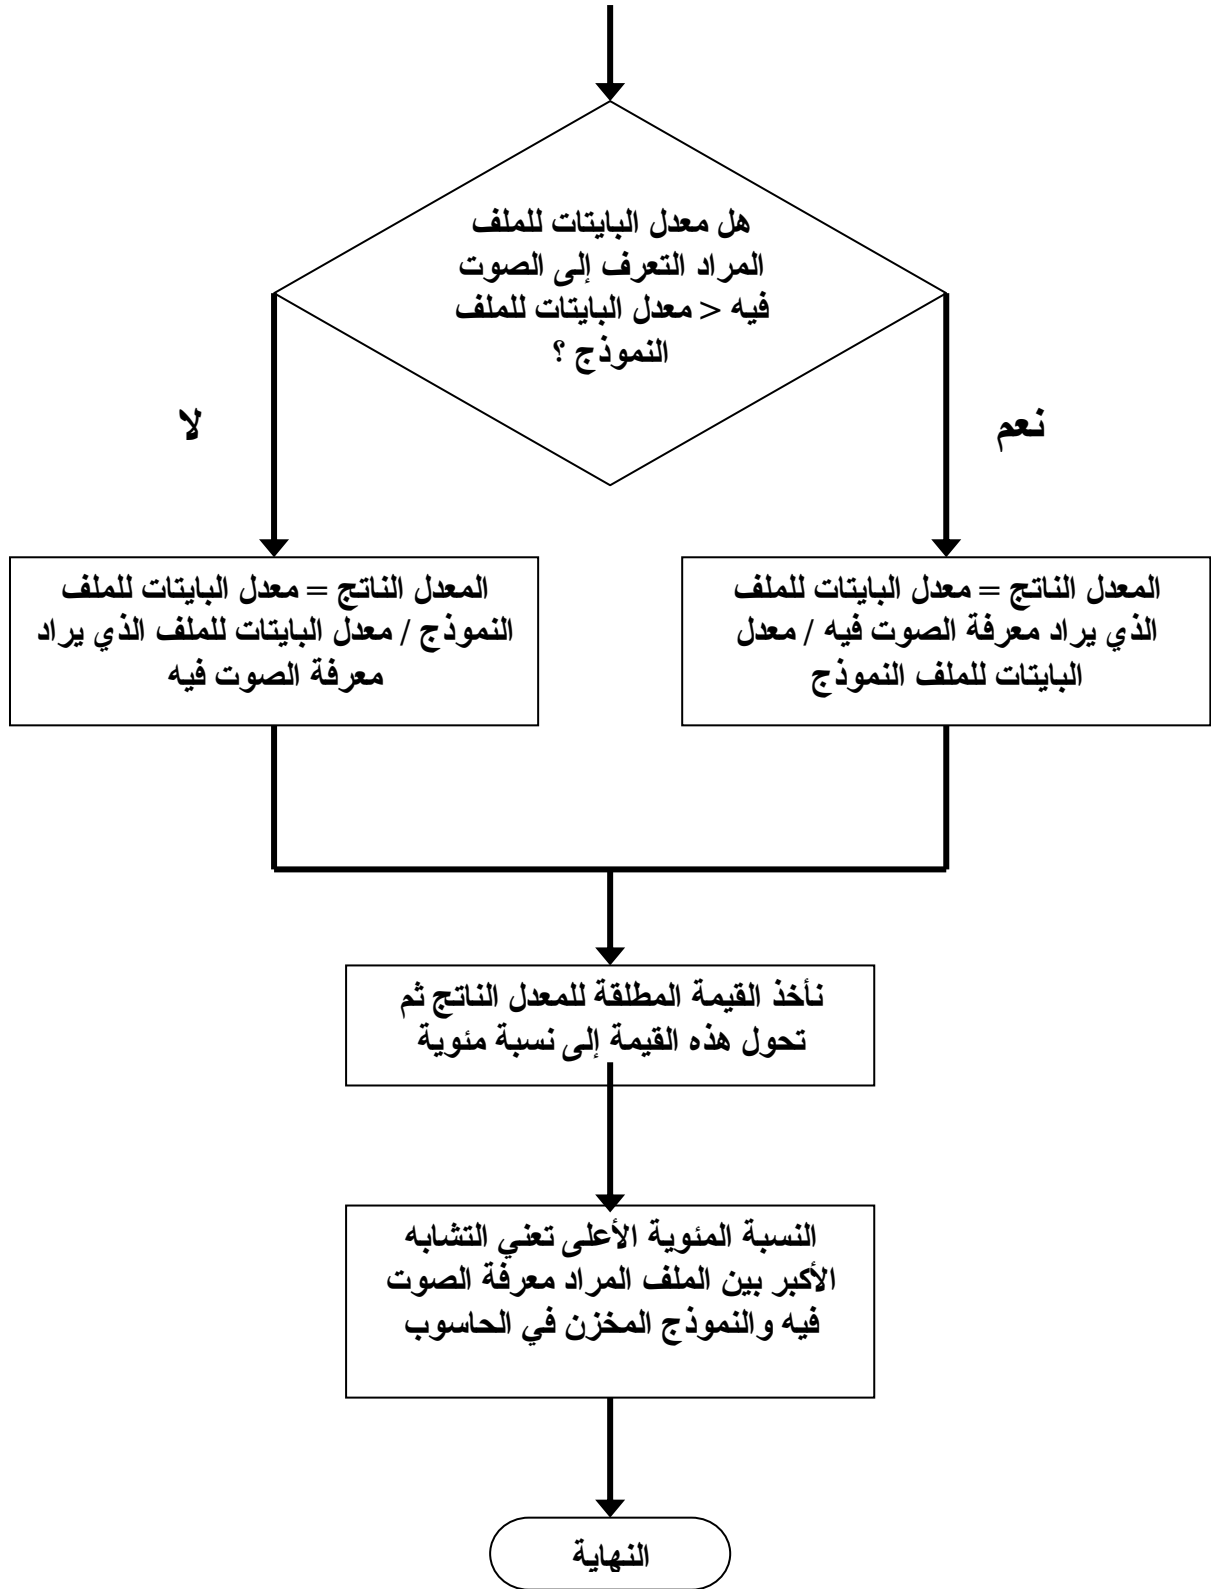 هل معدل البايتات للملف
المراد التعرف إلى الصوت
فيه < معدل البايتات للملف
النموذج ؟
نعم
لا
المعدل الناتج = معدل البايتات للملف
الذي يراد معرفة الصوت فيه / معدل
البايتات للملف النموذج
المعدل الناتج = معدل البايتات للملف
النموذج / معدل البايتات للملف الذي يراد
معرفة الصوت فيه
نأخذ القيمة المطلقة للمعدل الناتج ثم
تحول هذه القيمة إلى نسبة مئوية
النسبة المئوية الأعلى تعني التشابه
الأكبر بين الملف المراد معرفة الصوت
فيه والنموذج المخزن في الحاسوب
النهاية